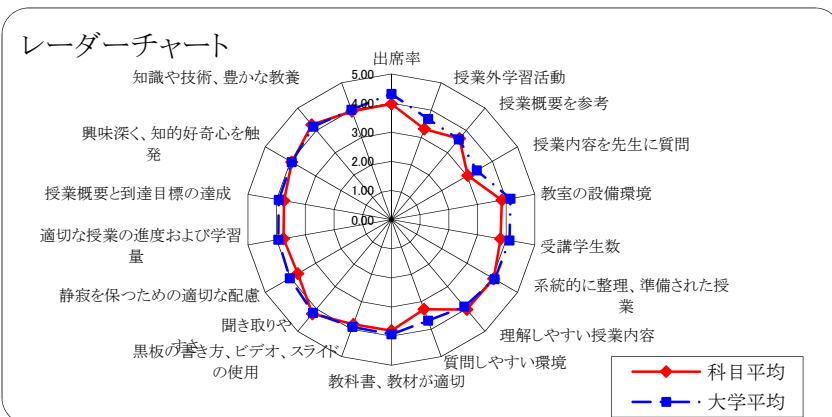 レーダーチャート
出席率
5.00
4.00
3.00
2.00
1.00
0.00
授業外学習活動
授業概要を参考
授業内容を先生に質問
教室の設備環境
受講学生数
系統的に整理、準備された授
業
理解しやすい授業内容
質問しやすい環境
教科書、教材が適切
黒板の書き方、ビデオ、スライド
の使用
聞き取りや
すさ
静寂を保つための適切な配慮
適切な授業の進度および学習
量
授業概要と到達目標の達成
興味深く、知的好奇心を触
発
知識や技術、豊かな教養
科目平均
大学平均